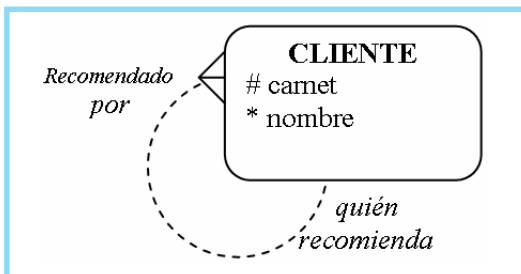 CLIENTE
# carnet
* nombre
Recomendado
por
quién
recomienda